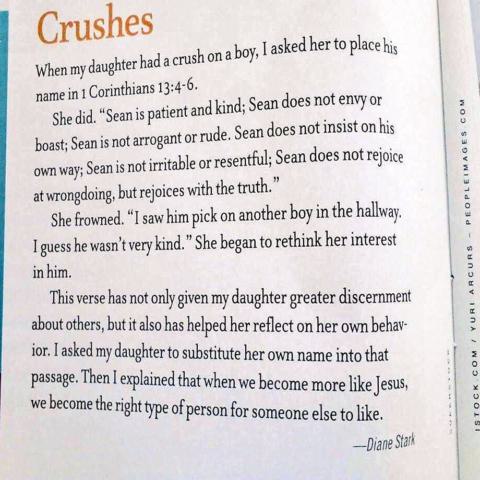 Crushes
When my daughter had a crush on a boy, I asked her to place his
name in 1 Corinthians 13:4-6.
She did. “Sean is patient and kind; Sean does not envy or
boast; Sean is not arrogant or rude. Sean does not insist on his
own way; Sean is not irritable or resentful; Sean does not rejoice
at wrongdoing, but rejoices with the truth.”
She frowned. “I saw him pick on another boy in the hallway.
I guess he wasn’t very kind.” She began to rethink her interest
in him.
This verse has not only given my daughter greater discernment
about others, but it also has helped her reflect on her own behav-
ior. I asked my daughter to substitute her own name into that
passage. Then I explained that when we become more like Jesus,
we become the right type of person for someone else to like.
—Diane Stark
ISTOCK.COM / YURI ARCURS – PEOPLEIMAGES.COM